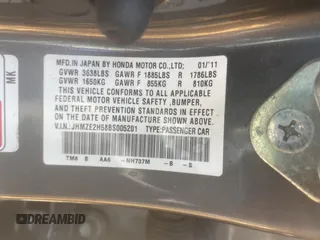 MFD. IN JAPAN BY HONDA MOTOR CO.,LTD. 01/'11
GVWR 3638LBS GAWR F 1885LBS R 1786LBS
GVWR 1650KG GAWR F 855KG R 810KG
THIS VEHICLE CONFORMS TO ALL APPLICABLE
FEDERAL MOTOR VEHICLE SAFETY ,BUMPER,
AND THEFT PREVENTION STANDARDS IN EFFECT
ON THE DATE OF MANUFACTURE SHOWN ABOVE.
V.I.N.: JHMZE2H58BS005201 TYPE:PASSENGER CAR
TM8 B AA6 NH737M -B -B
MK
DREAMBID